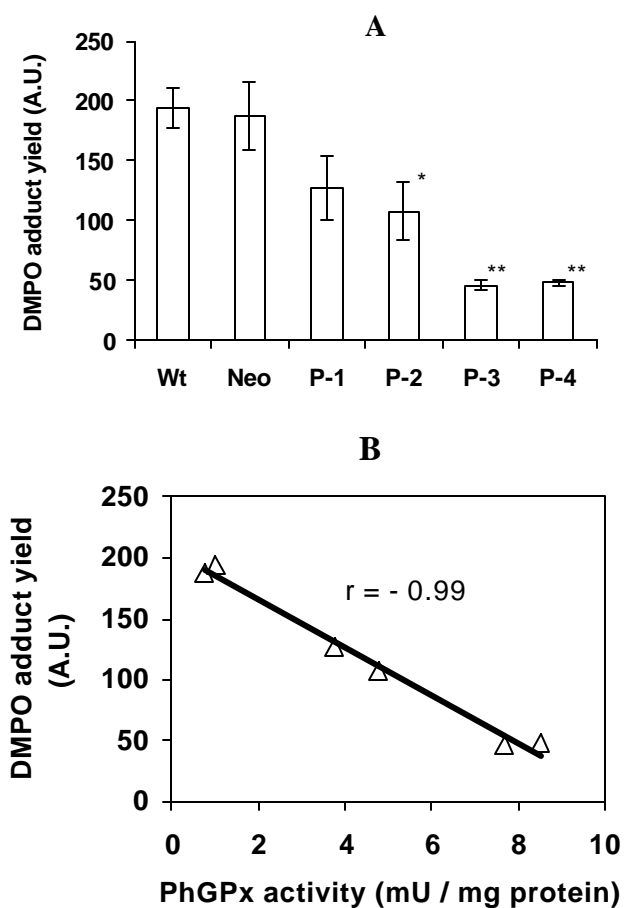 A
DMPO adduct yield (A.U.)
250
200
150
100
50
0
*
**
**
Wt Neo P-1 P-2 P-3 P-4
B
DMPO adduct yield
(A.U.)
250
200
150
100
50
0
r = - 0.99
0 2 4 6 8 10
PhGPx activity (mU / mg protein)